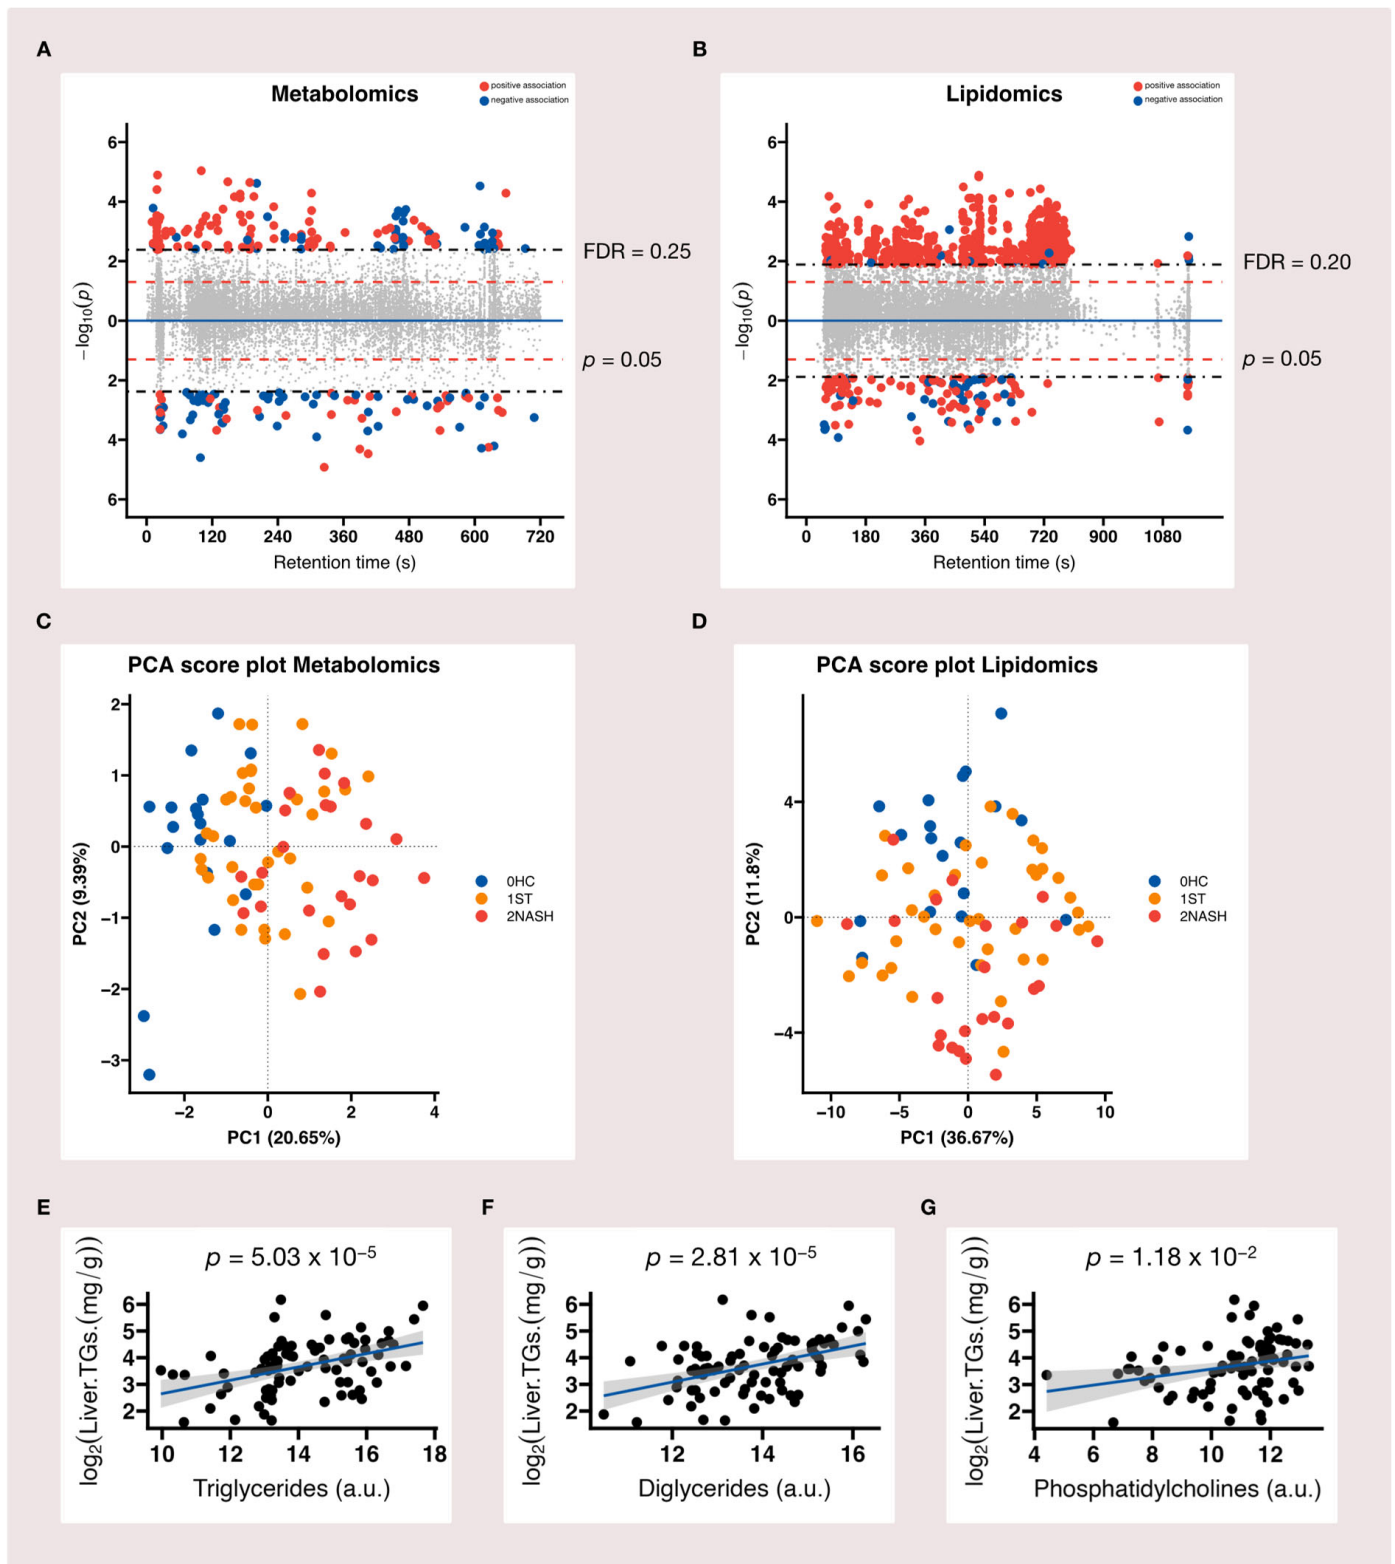 A
B
Metabolomics
positive association
negative association
6
4
2
0
2
4
6
−log10(p)
0 120 240 360 480 600 720
Retention time (s)
FDR = 0.25
p = 0.05
Lipidomics
positive association
negative association
6
4
2
0
2
4
6
−log10(p)
0 180 360 540 720 900 1080
Retention time (s)
FDR = 0.20
p = 0.05
C
D
PCA score plot Metabolomics
2
1
0
−1
−2
−3
PC2 (9.39%)
−2 0 2 4
PC1 (20.65%)
0HC
1ST
2NASH
PCA score plot Lipidomics
4
0
−4
PC2 (11.8%)
−10 −5 0 5 10
PC1 (36.67%)
0HC
1ST
2NASH
E
F
G
p = 5.03 x 10−5
log2(Liver.TGs.(mg/g))
6
5
4
3
2
10 12 14 16 18
Triglycerides (a.u.)
p = 2.81 x 10−5
log2(Liver.TGs.(mg/g))
6
5
4
3
2
12 14 16
Diglycerides (a.u.)
p = 1.18 x 10−2
log2(Liver.TGs.(mg/g))
6
5
4
3
2
4 6 8 10 12
Phosphatidylcholines (a.u.)